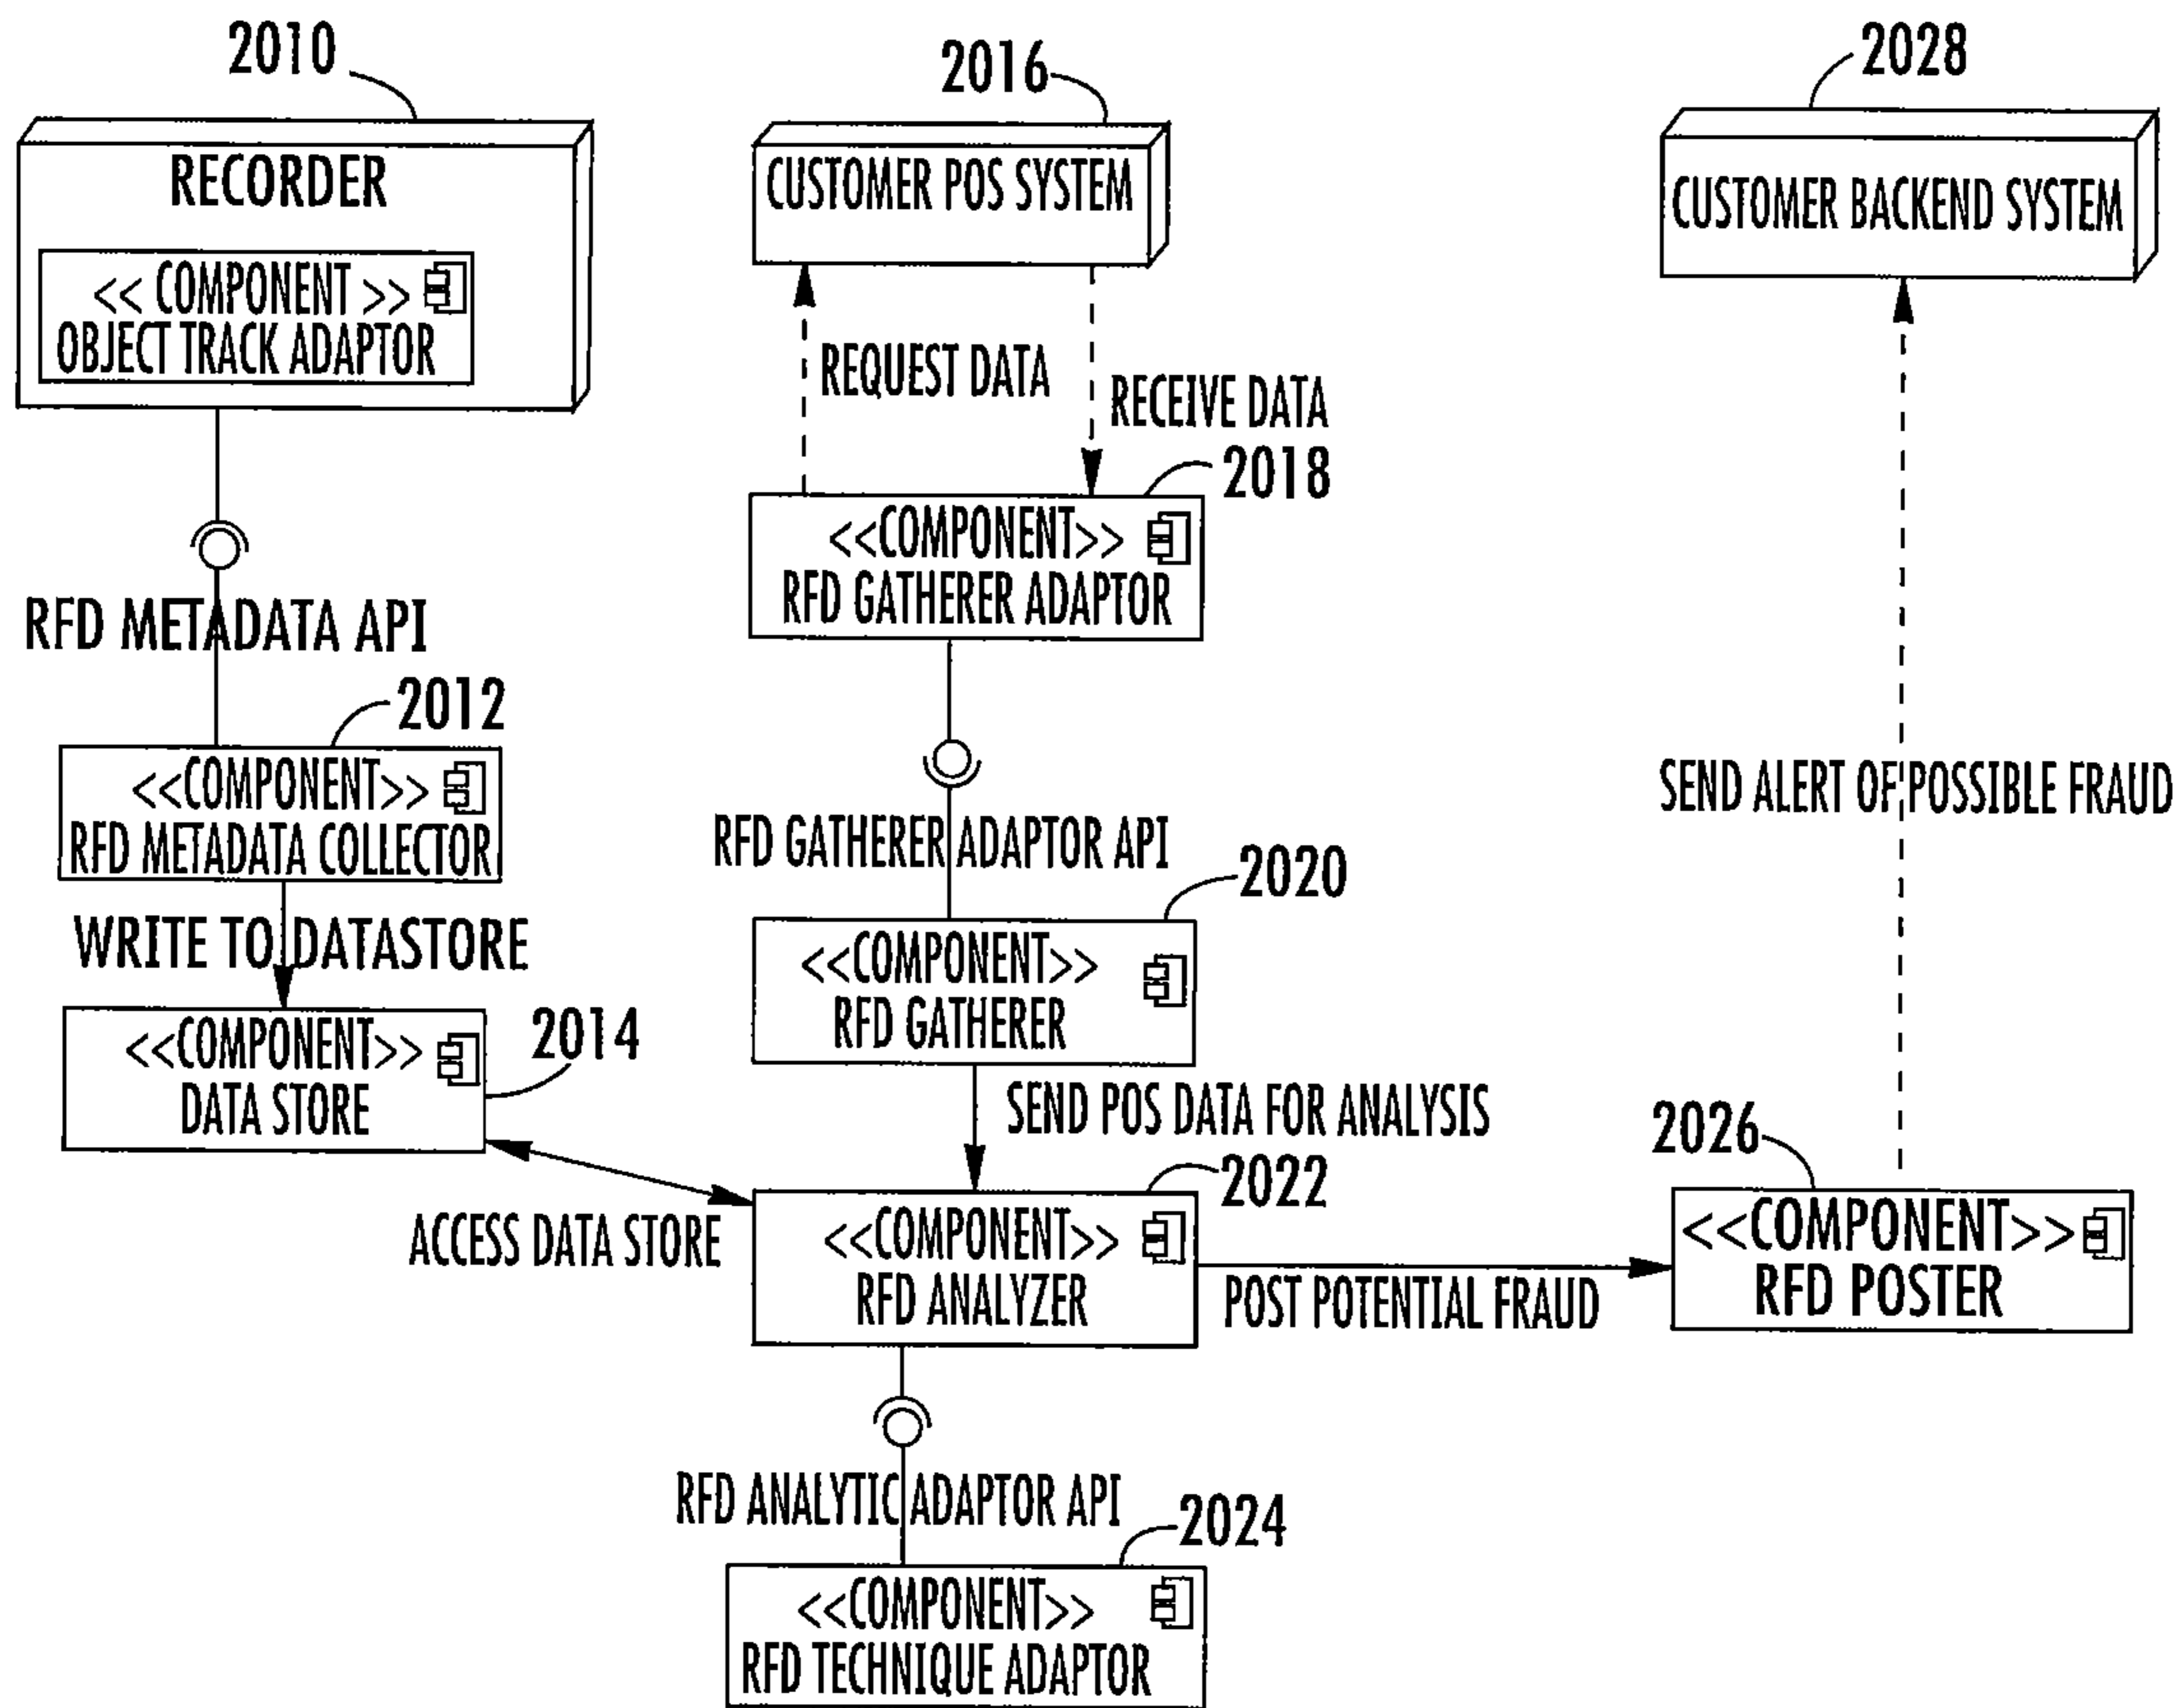 2010
2016
2028
RECORDER
<< COMPONENT >>
OBJECT TRACK ADAPTOR
CUSTOMER POS SYSTEM
CUSTOMER BACKEND SYSTEM
REQUEST DATA
RECEIVE DATA
2018
<<COMPONENT>>
RFD GATHERER ADAPTOR
RFD METADATA API
2012
<<COMPONENT>>
RFD METADATA COLLECTOR
RFD GATHERER ADAPTOR API
SEND ALERT OF POSSIBLE FRAUD
2020
WRITE TO DATASTORE
<<COMPONENT>>
RFD GATHERER
<<COMPONENT>>
DATA STORE
2014
SEND POS DATA FOR ANALYSIS
2022
2026
ACCESS DATA STORE
<<COMPONENT>>
RFD ANALYZER
POST POTENTIAL FRAUD
<<COMPONENT>>
RFD POSTER
RFD ANALYTIC ADAPTOR API
2024
<<COMPONENT>>
RFD TECHNIQUE ADAPTOR